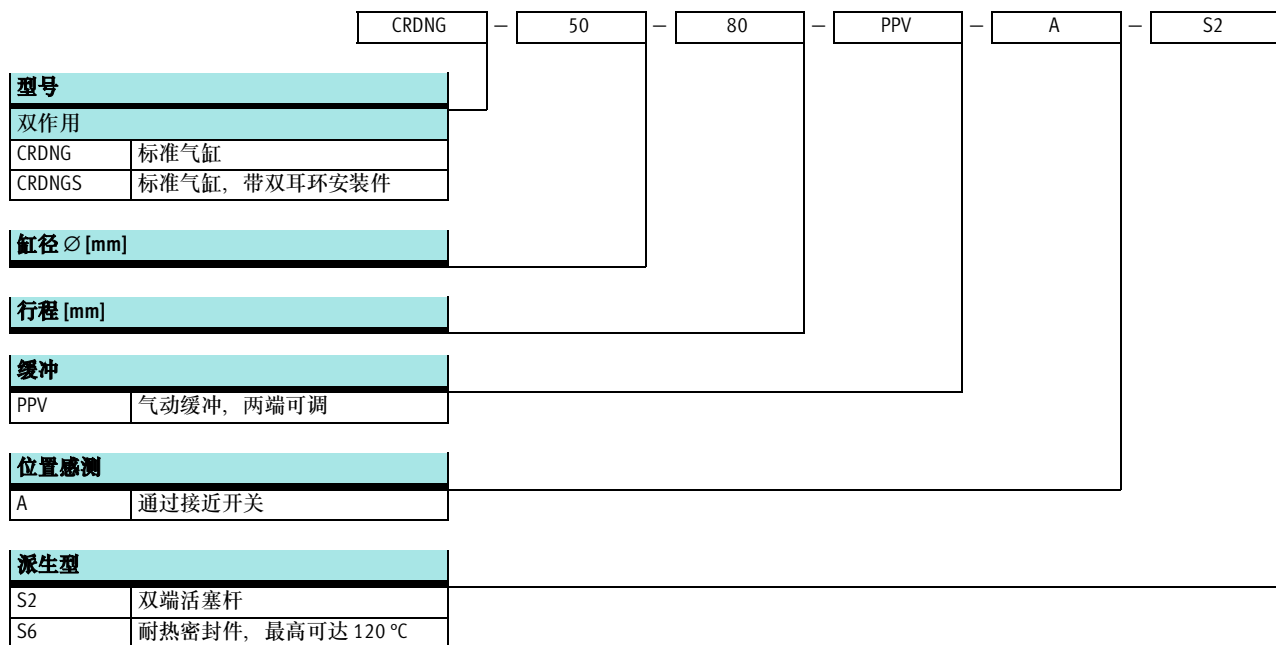 CRDNG – 50 – 80 – PPV – A – S2
型号
双作用
CRDNG 标准气缸
CRDNGS 标准气缸，带双耳环安装件
缸径 ∅ [mm]
行程 [mm]
缓冲
PPV 气动缓冲，两端可调
位置感测
A 通过接近开关
派生型
S2 双端活塞杆
S6 耐热密封件，最高可达 120 °C